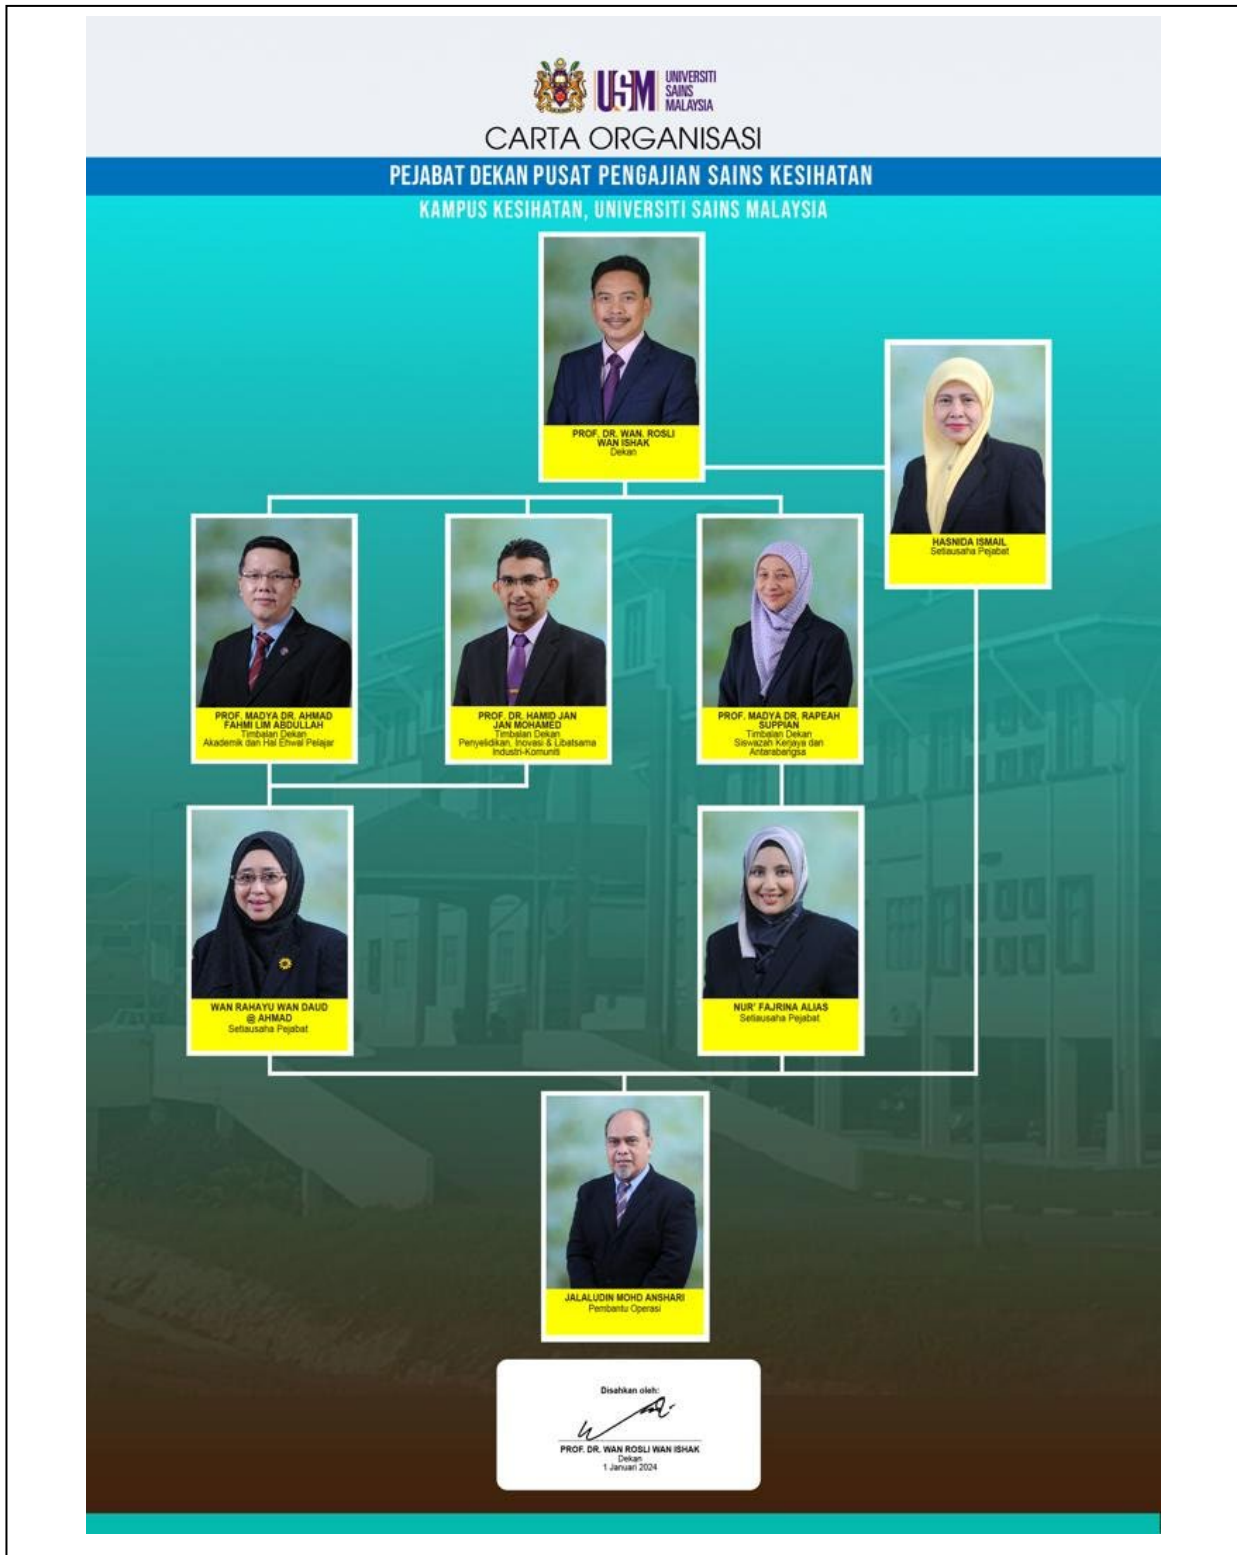 USM UNIVERSITI
SAINS
MALAYSIA
CARTA ORGANISASI
PEJABAT DEKAN PUSAT PENGAJIAN SAINS KESIHATAN
KAMPUS KESIHATAN, UNIVERSITI SAINS MALAYSIA
PROF. DR. WAN. ROSLI
WAN ISHAK
Dekan
HASNIDA ISMAIL
Setiausaha Pejabat
PROF. MADYA DR. AHMAD
FAHMI LIM ABDULLAH
Timbalan Dekan
Akademik dan Hal Ehwal Pelajar
PROF. DR. HAMID JAN
JAN MOHAMED
Timbalan Dekan
Penyelidikan, Inovasi & Libatsama
Industri-Komuniti
PROF. MADYA DR. RAPEAH
SUPPIAN
Timbalan Dekan
Siswazah Kerjaya dan
Antarabangsa
WAN RAHAYU WAN DAUD
@ AHMAD
Setiausaha Pejabat
NUR' FAJRINA ALIAS
Setiausaha Pejabat
JALALUDIN MOHD ANSHARI
Pembantu Operasi
Disahkan oleh:
PROF. DR. WAN ROSLI WAN ISHAK
Dekan
1 Januari 2024